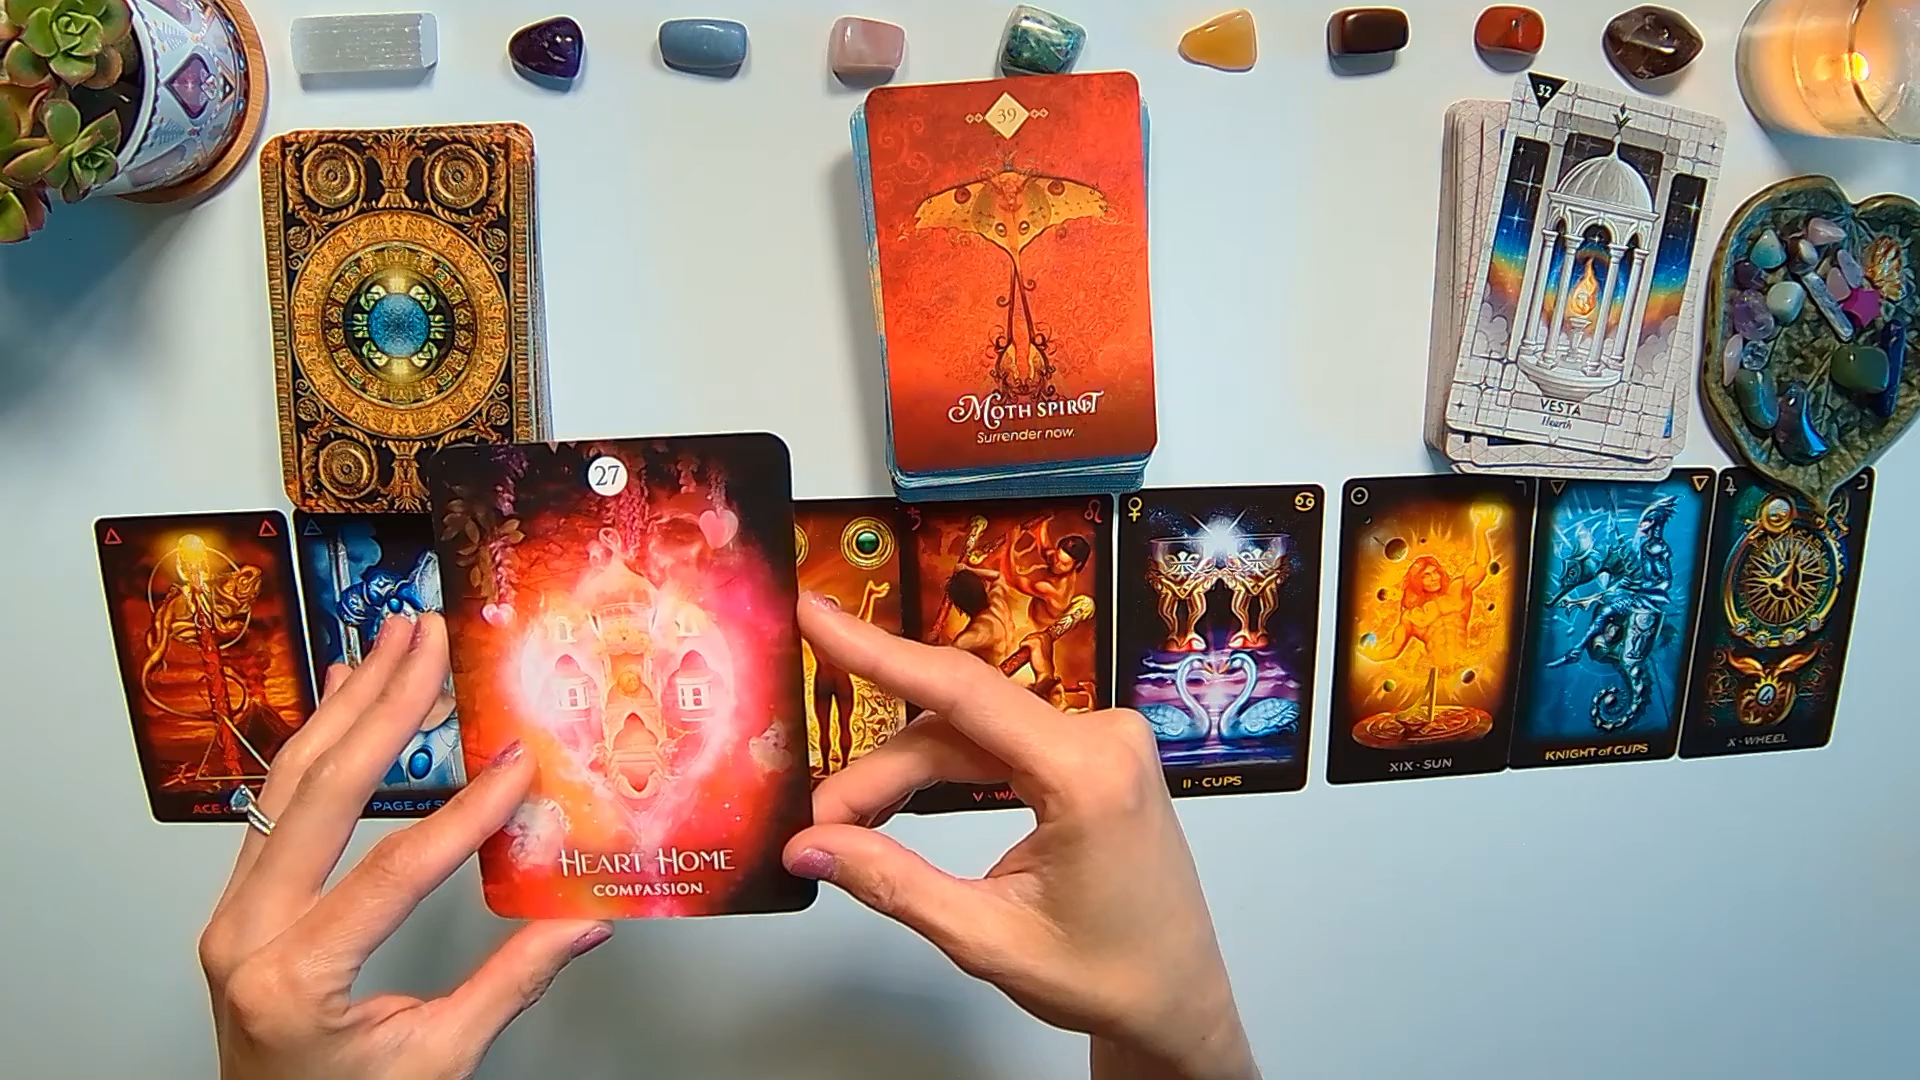 39
MOTH SPIRIT
Surrender now.
32
VESTA
Hearth
27
HEART HOME
COMPASSION
ACE
PAGE of
V · WA
II · CUPS
XIX · SUN
KNIGHT of CUPS
X · WHEEL